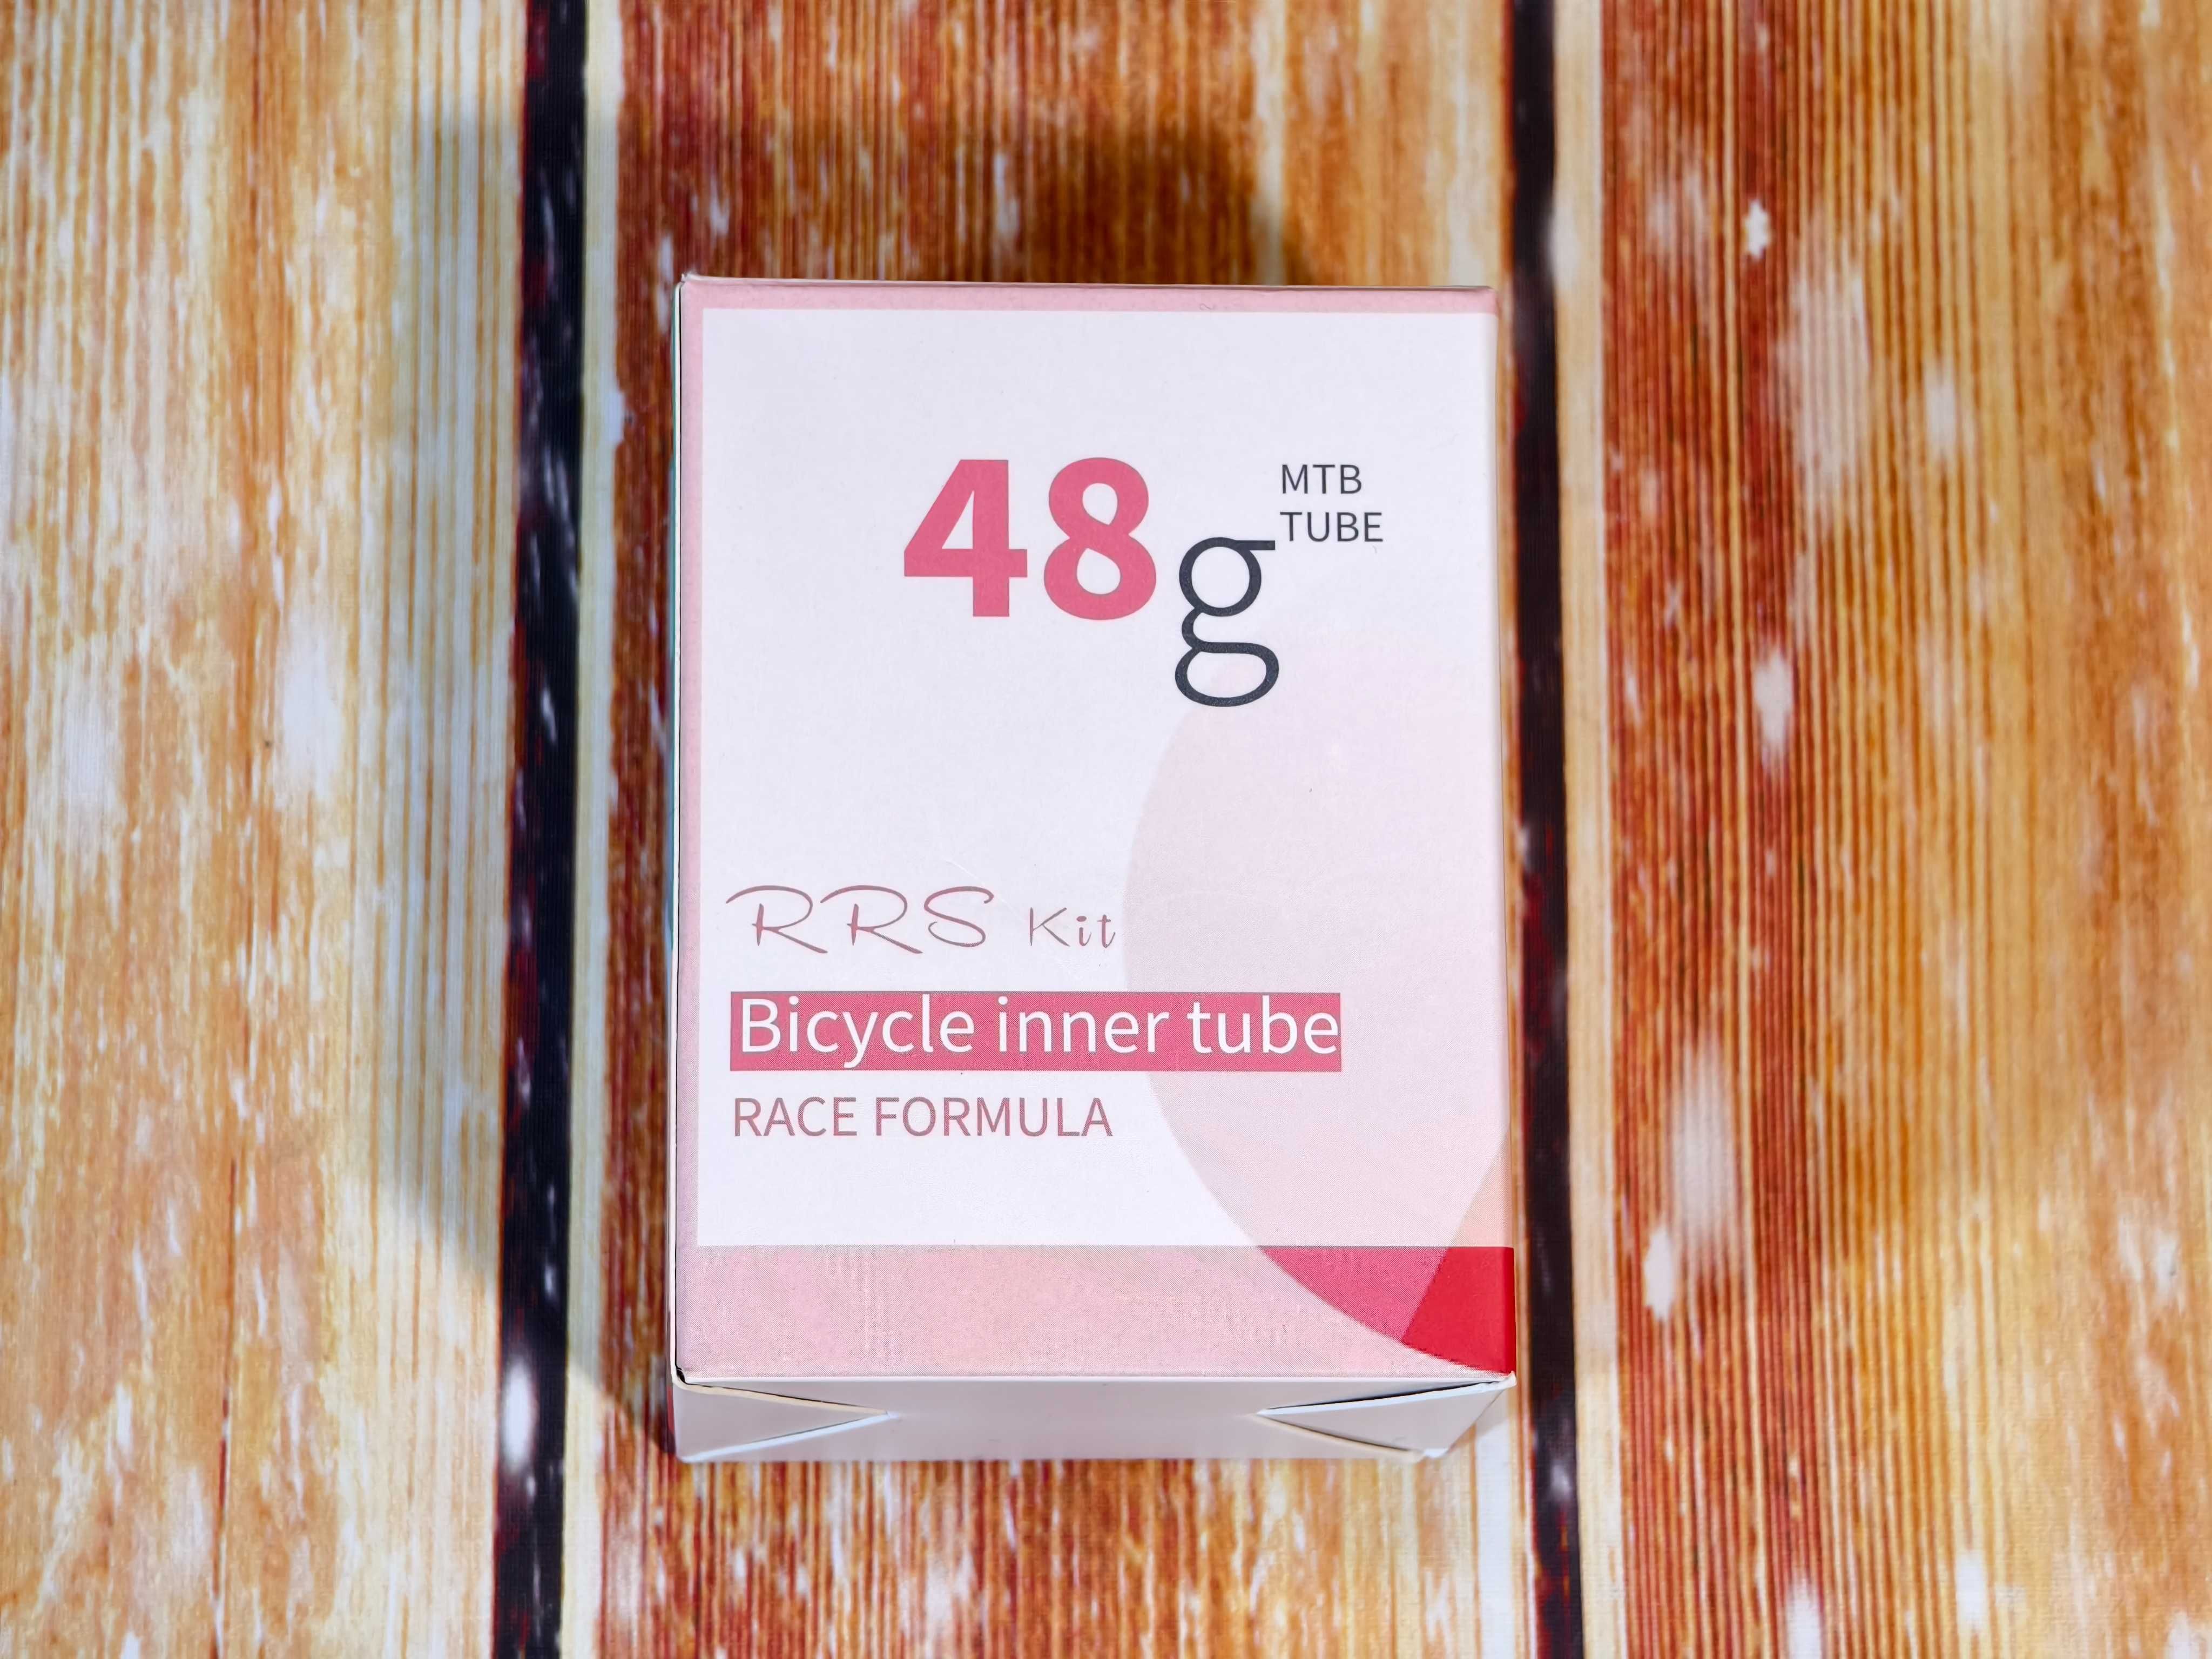 48g
MTB
TUBE
RRS Kit
Bicycle inner tube
RACE FORMULA